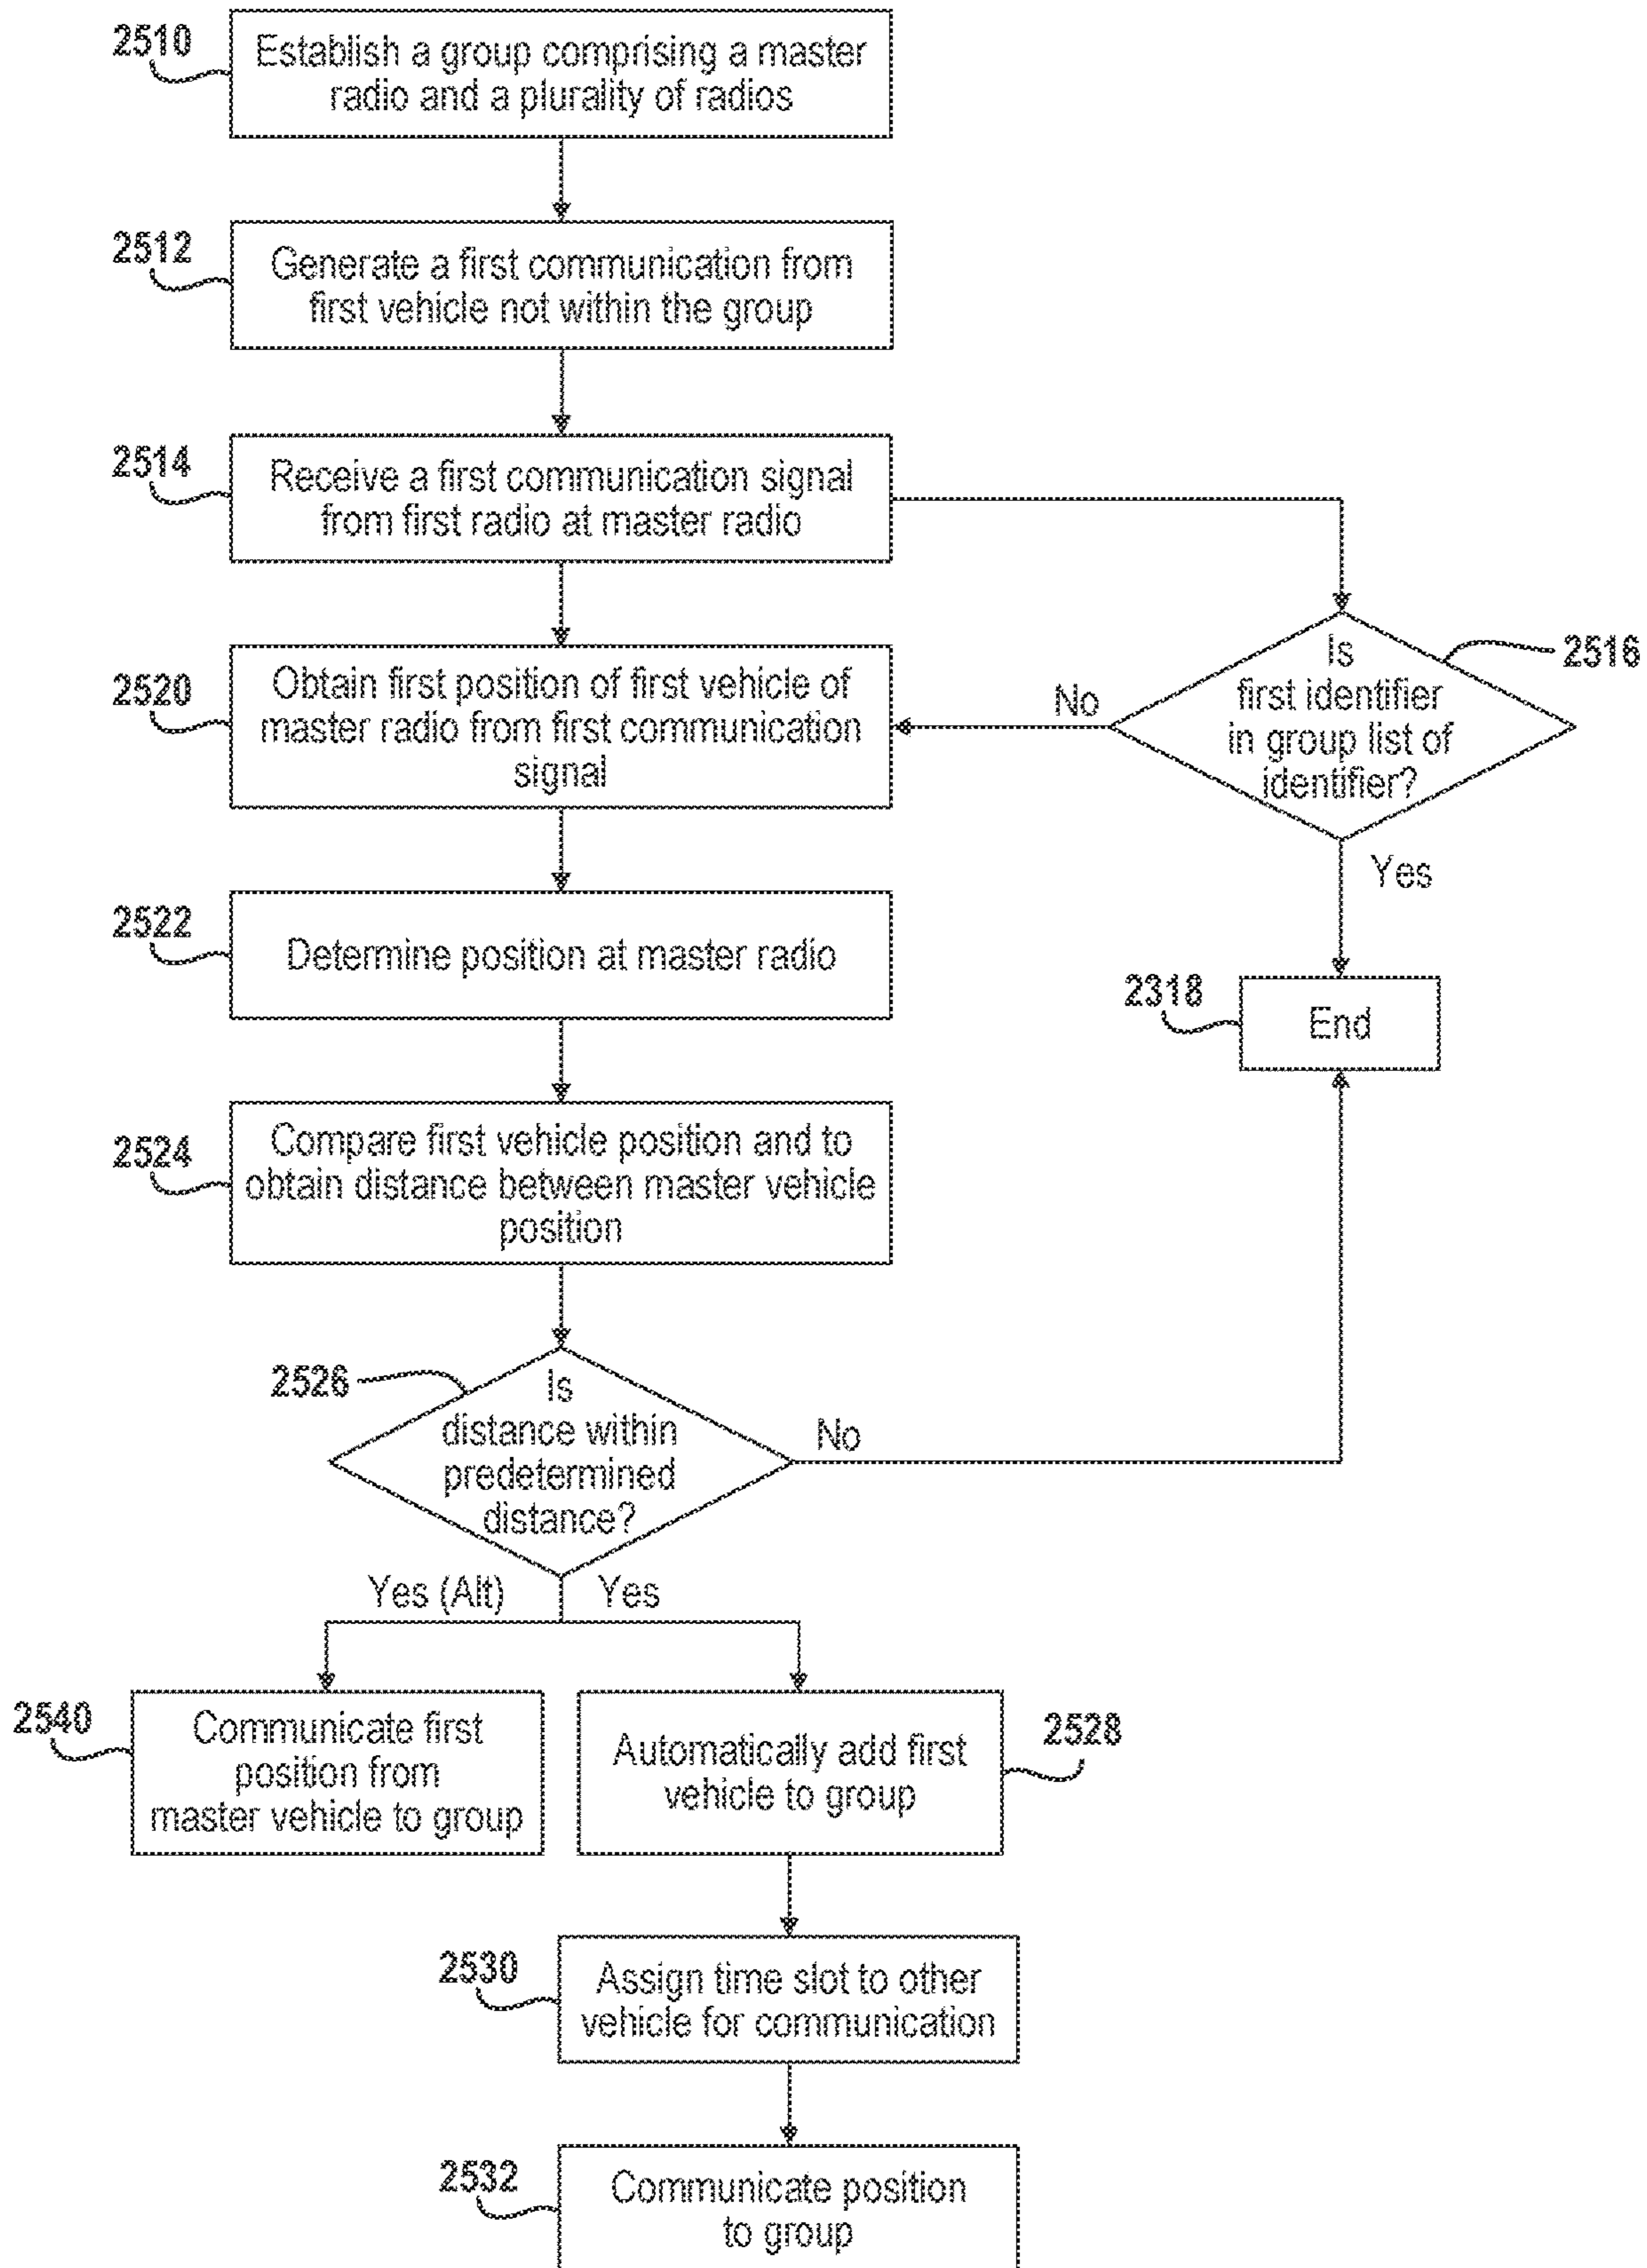 2510
Establish a group comprising a master
radio and a plurality of radios
2512
Generate a first communication from
first vehicle not within the group
2514
Receive a first communication signal
from first radio at master radio
2516
Is
first identifier
in group list of
identifier?
No
Yes
2520
Obtain first position of first vehicle of
master radio from first communication
signal
2522
Determine position at master radio
2318
End
2524
Compare first vehicle position and to
obtain distance between master vehicle
position
2526
Is
distance within
predetermined
distance?
No
Yes (Alt)
Yes
2540
Communicate first
position from
master vehicle to group
2528
Automatically add first
vehicle to group
2530
Assign time slot to other
vehicle for communication
2532
Communicate position
to group